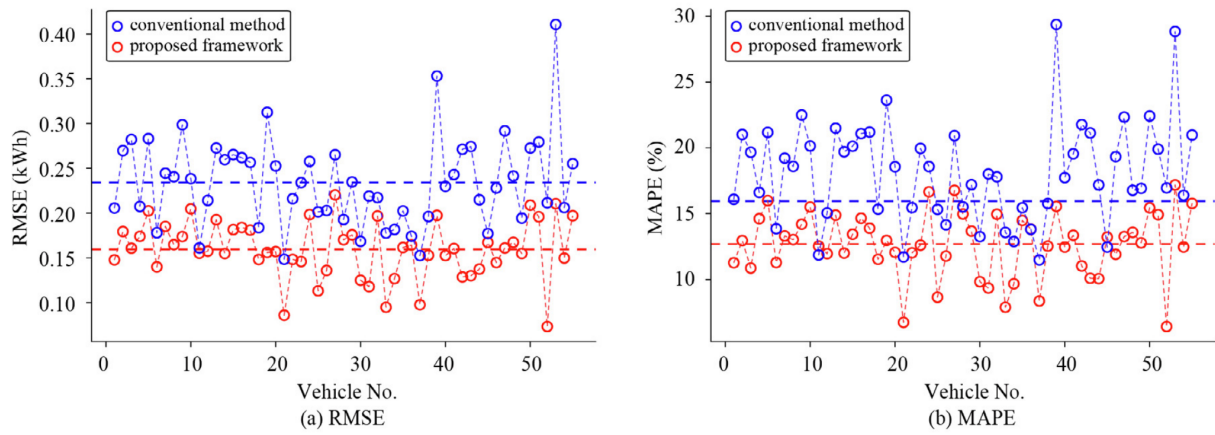 conventional method
proposed framework
0.40
0.35
0.30
0.25
0.20
0.15
0.10
RMSE (kWh)
0 10 20 30 40 50
Vehicle No.
(a) RMSE
conventional method
proposed framework
30
25
20
15
10
MAPE (%)
0 10 20 30 40 50
Vehicle No.
(b) MAPE